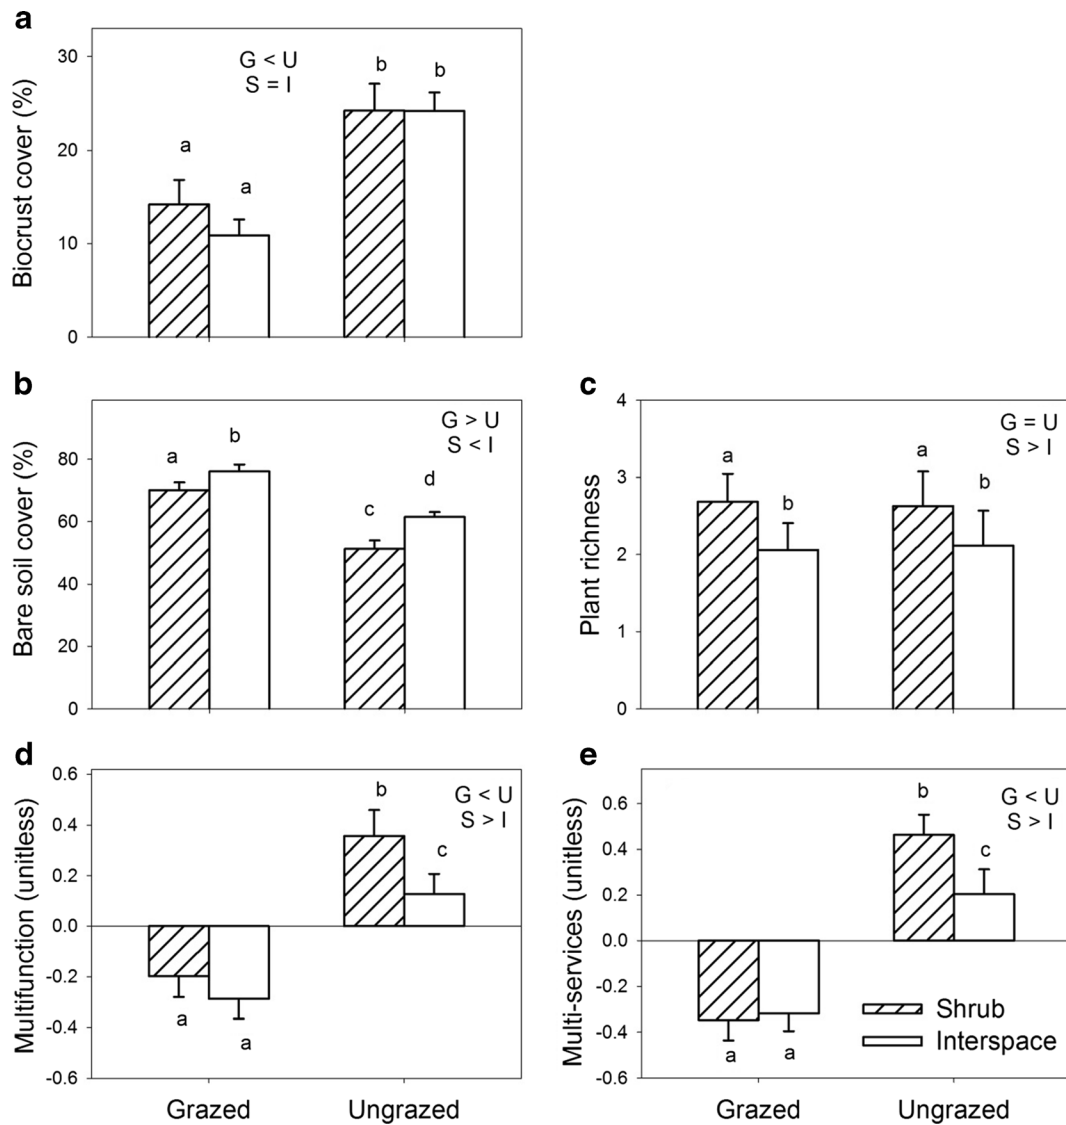 a
Biocrust cover (%)
30
20
10
0
G < U
S = I
a
a
b
b
b
Bare soil cover (%)
80
60
40
20
0
G > U
S < I
a
b
c
d
c
Plant richness
4
3
2
1
0
G = U
S > I
a
b
a
b
d
Multifunction (unitless)
0.6
0.4
0.2
0.0
-0.2
-0.4
-0.6
G < U
S > I
a
a
b
c
Grazed
Ungrazed
e
Multi-services (unitless)
0.6
0.4
0.2
0.0
-0.2
-0.4
-0.6
G < U
S > I
a
a
b
c
Shrub
Interspace
Grazed
Ungrazed